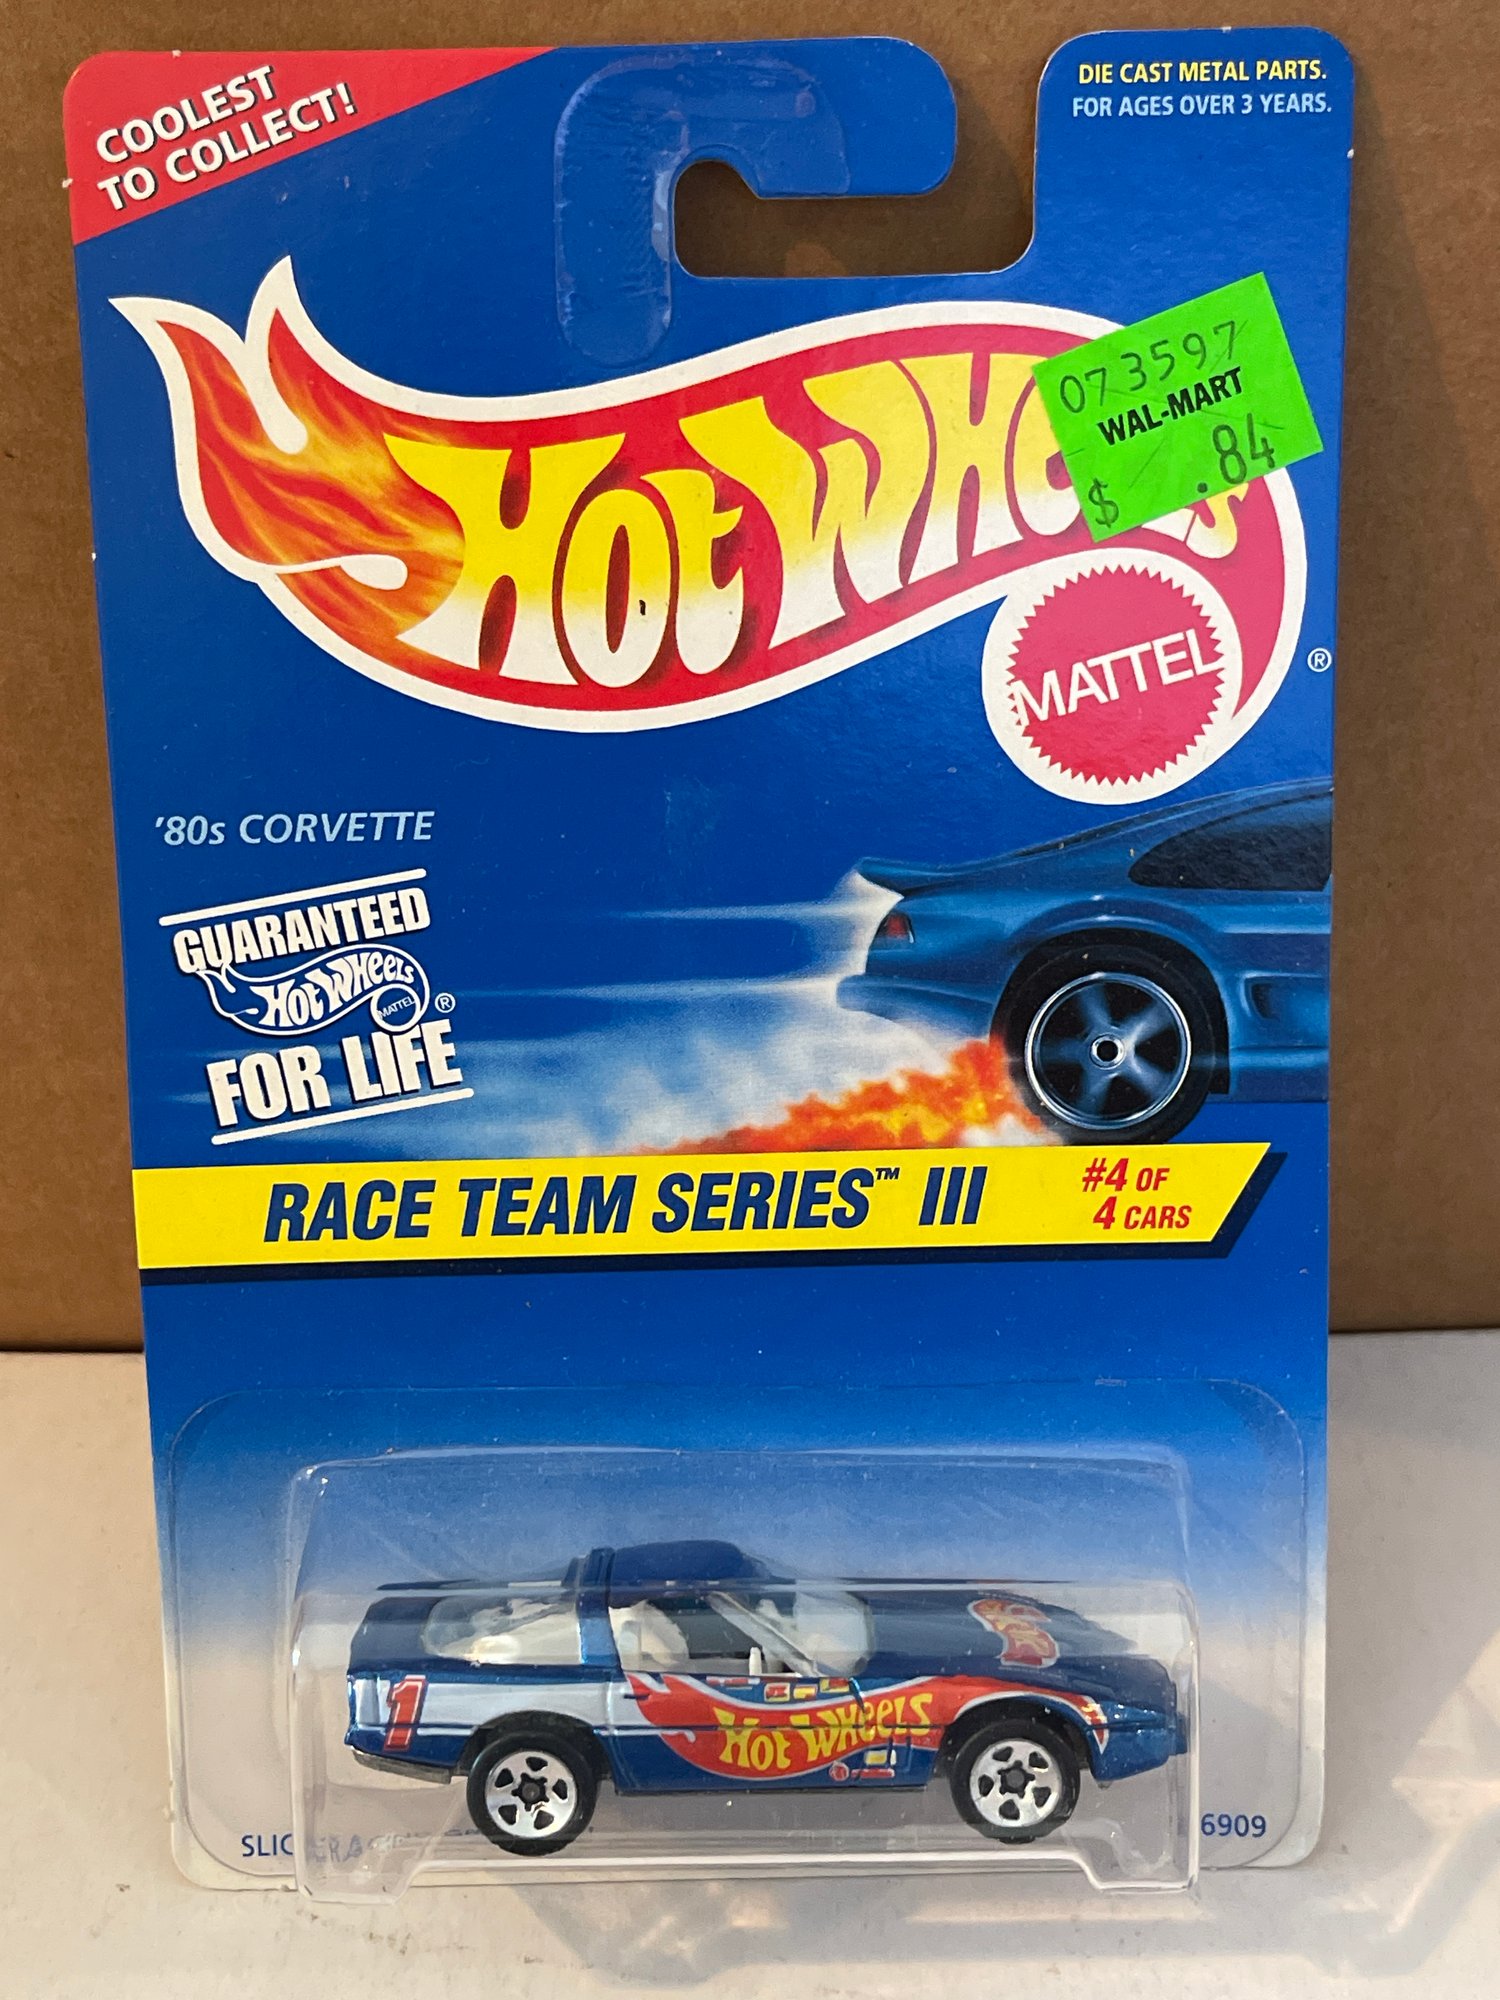 COOLEST
TO COLLECT!
DIE CAST METAL PARTS.
FOR AGES OVER 3 YEARS.
073597
WAL-MART
$ .84
HOT WHEELS
MATTEL
®
'80s CORVETTE
GUARANTEED
HOT WHEELS
MATTEL ®
FOR LIFE
RACE TEAM SERIES™ III
#4 OF
4 CARS
1
HOT WHEELS
6909